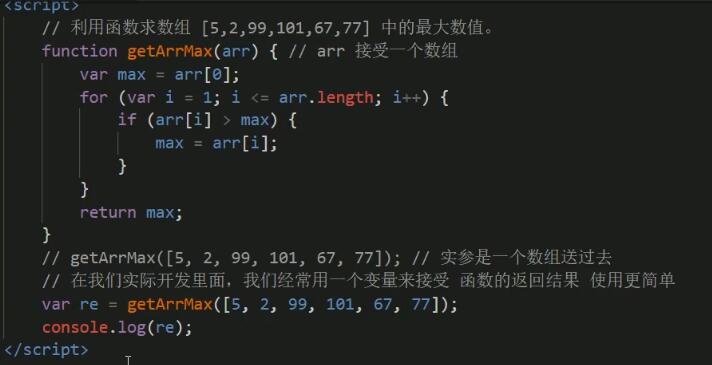 <script>
// 利用函数求数组 [5,2,99,101,67,77] 中的最大数值。
function getArrMax(arr) { // arr 接受一个数组
var max = arr[0];
for (var i = 1; i <= arr.length; i++) {
if (arr[i] > max) {
max = arr[i];
}
}
return max;
}
// getArrMax([5, 2, 99, 101, 67, 77]); // 实参是一个数组送过去
// 在我们实际开发里面，我们经常用一个变量来接受 函数的返回结果 使用更简单
var re = getArrMax([5, 2, 99, 101, 67, 77]);
console.log(re);
</script>